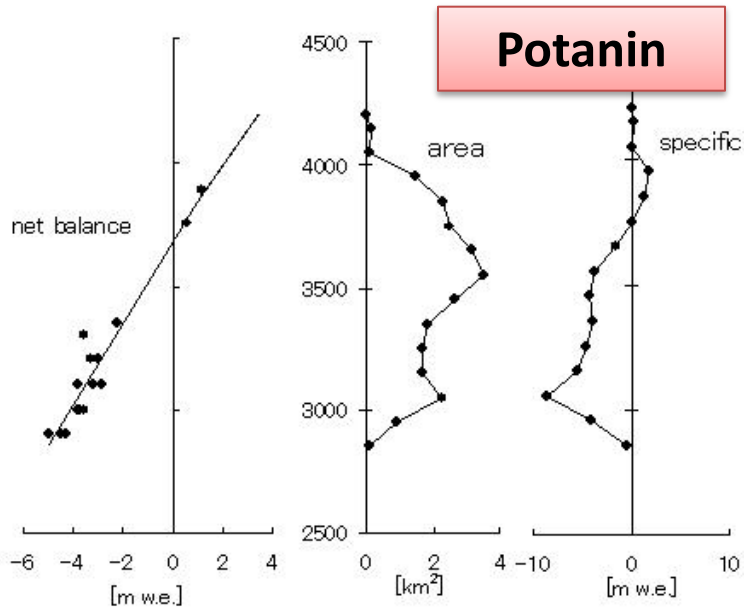 Potanin
net balance
−6 −4 −2 0 2 4
[m w.e.]
4500
4000
3500
3000
2500
area
0 2 4
[km²]
specific
−10 0 10
[m w.e.]